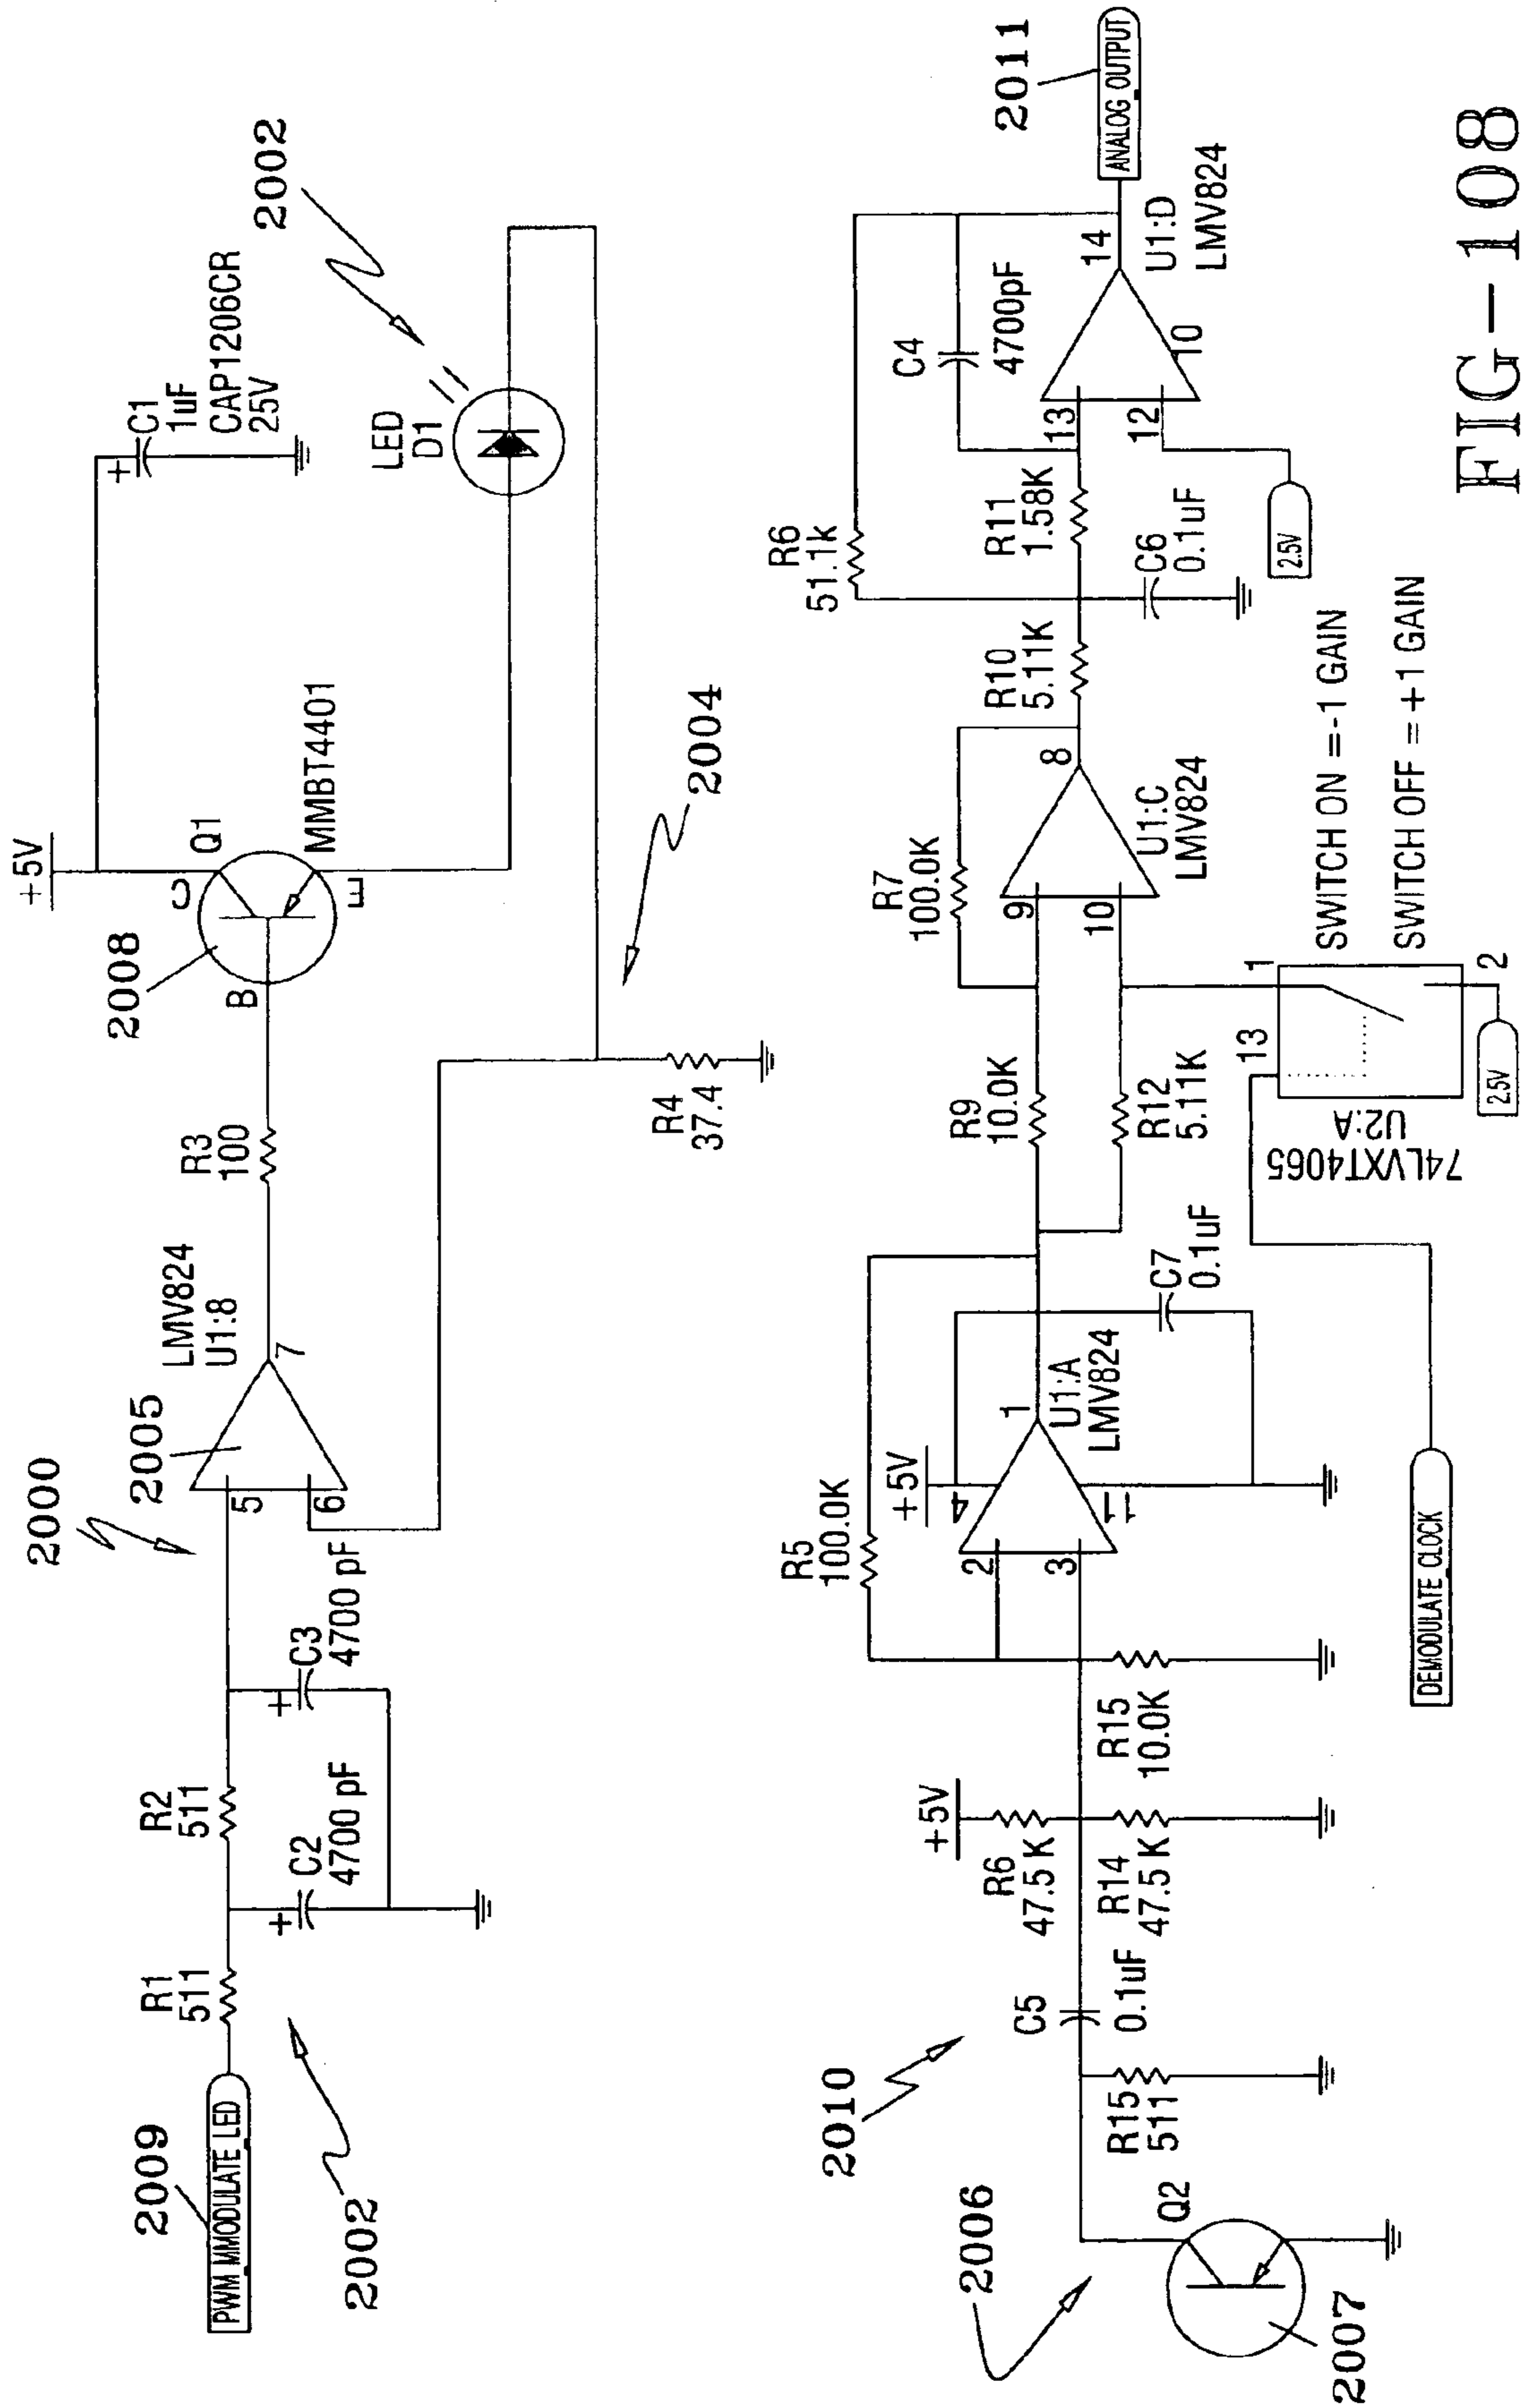 2000
2005
LMV824
U1:8
5
6
7
2009
PWM MMODULATE LED
R1
511
R2
511
+
C2
4700 pF
+
C3
4700 pF
2002
R3
100
2008
B
C
E
Q1
MMBT4401
+5V
+
C1
1uF
CAP1206CR
25V
LED
D1
2002
R4
37.4
2004
2006
2007
Q2
2010
R15
511
C5
0.1uF
+5V
R6
47.5 K
R14
47.5 K
R15
10.0K
R5
100.0K
+5V
4
2
3
11
1
U1:A
LMV824
C7
0.1uF
R9
10.0K
R12
5.11K
R7
100.0K
9
10
8
U1:C
LMV824
DEMODULATE CLOCK
74LVXT4065
U2:A
13
1
2
2.5V
SWITCH ON =-1 GAIN
SWITCH OFF = +1 GAIN
R10
5.11K
R6
51.1k
R11
1.58K
C6
0.1uF
C4
4700pF
13
12
14
10
U1:D
LMV824
2.5V
2011
ANALOG OUTPUT
FIG-108